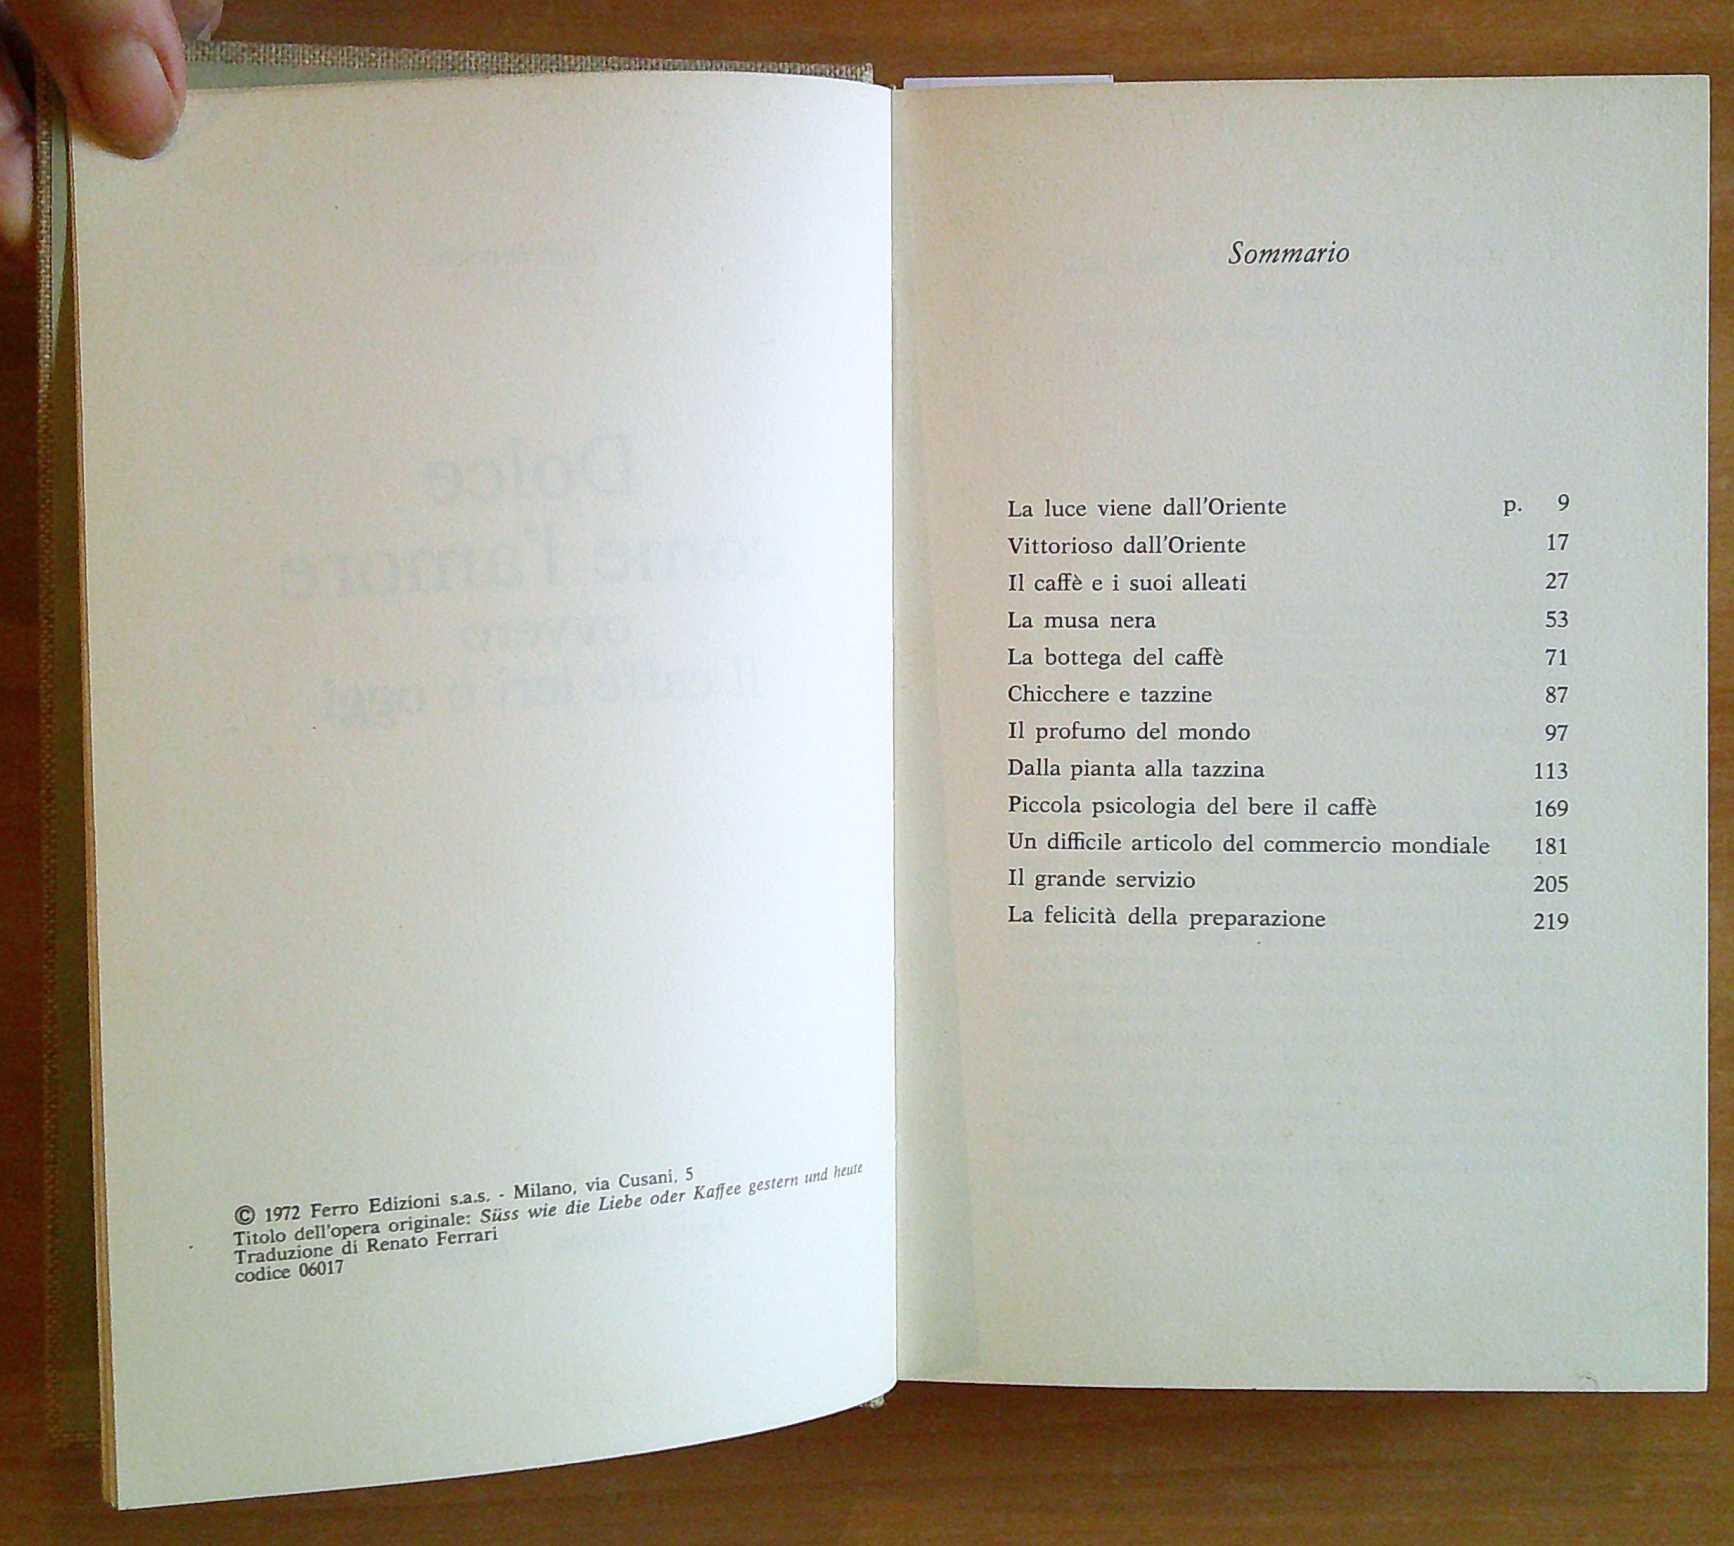 © 1972 Ferro Edizioni s.a.s. - Milano, via Cusani, 5
Titolo dell'opera originale: Süss wie die Liebe oder Kaffee gestern und heute
Traduzione di Renato Ferrari
codice 06017
Sommario
La luce viene dall'Oriente p. 9
Vittorioso dall'Oriente 17
Il caffè e i suoi alleati 27
La musa nera 53
La bottega del caffè 71
Chicchere e tazzine 87
Il profumo del mondo 97
Dalla pianta alla tazzina 113
Piccola psicologia del bere il caffè 169
Un difficile articolo del commercio mondiale 181
Il grande servizio 205
La felicità della preparazione 219